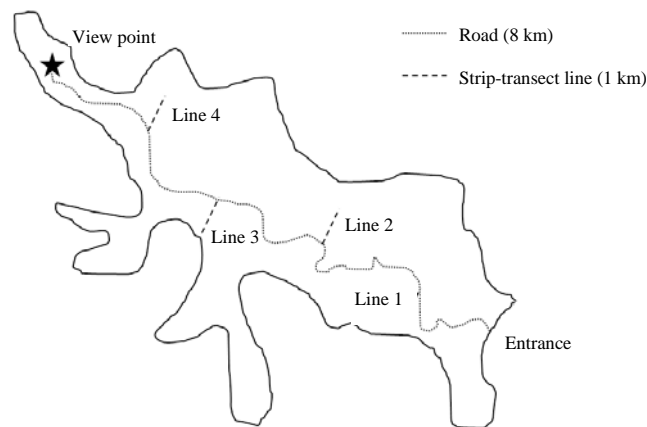 View point
Road (8 km)
Strip-transect line (1 km)
Line 4
Line 2
Line 3
Line 1
Entrance